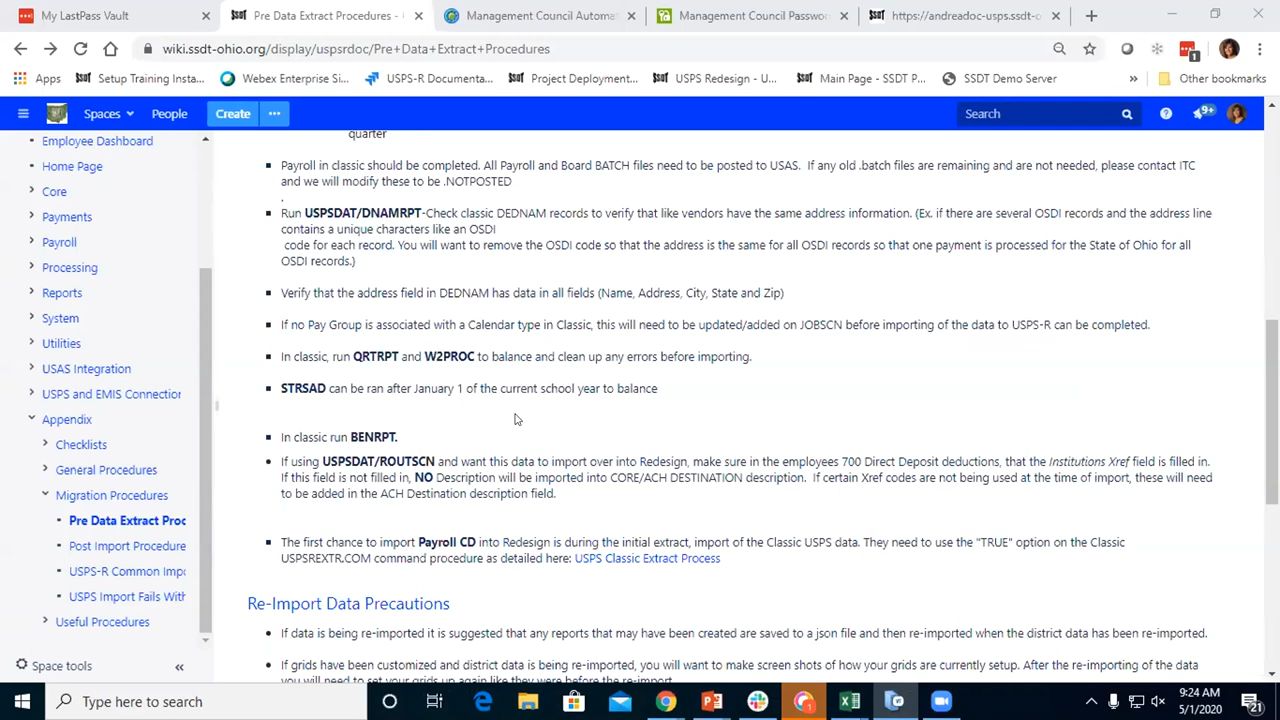 My LastPass Vault
Pre Data Extract Procedures -
Management Council Automat
Management Council Passwor
https://andreadoc-usps.ssdt-o
wiki.ssdt-ohio.org/display/uspsrdoc/Pre+Data+Extract+Procedures
Apps
Setup Training Insta...
Webex Enterprise Si...
USPS-R Documenta...
Project Deployment...
USPS Redesign - U...
Main Page - SSDT P...
SSDT Demo Server
»
Other bookmarks
Spaces
People
Create
Search
9+
Employee Dashboard
Home Page
Core
Payments
Payroll
Processing
Reports
System
Utilities
USAS Integration
USPS and EMIS Connection
Appendix
Checklists
General Procedures
Migration Procedures
Pre Data Extract Proc
Post Import Procedure
USPS-R Common Impo
USPS Import Fails With
Useful Procedures
Space tools
quarter
Payroll in classic should be completed. All Payroll and Board BATCH files need to be posted to USAS. If any old .batch files are remaining and are not needed, please contact ITC
and we will modify these to be .NOTPOSTED
.
Run USPSDAT/DNAMRPT-Check classic DEDNAM records to verify that like vendors have the same address information. (Ex. if there are several OSDI records and the address line
contains a unique characters like an OSDI
code for each record. You will want to remove the OSDI code so that the address is the same for all OSDI records so that one payment is processed for the State of Ohio for all
OSDI records.}
Verify that the address field in DEDNAM has data in all fields (Name, Address, City, State and Zip)
If no Pay Group is associated with a Calendar type in Classic, this will need to be updated/added on JOBSCN before importing of the data to USPS-R can be completed.
In classic, run QRTRPT and W2PROC to balance and clean up any errors before importing.
STRSAD can be ran after January 1 of the current school year to balance
In classic run BENRPT.
If using USPSDAT/ROUTSCN and want this data to import over into Redesign, make sure in the employees 700 Direct Deposit deductions, that the Institutions Xref field is filled in.
If this field is not filled in, NO Description will be imported into CORE/ACH DESTINATION description. If certain Xref codes are not being used at the time of import, these will need
to be added in the ACH Destination description field.
The first chance to import Payroll CD into Redesign is during the initial extract, import of the Classic USPS data. They need to use the "TRUE" option on the Classic
USPSREXTR.COM command procedure as detailed here: USPS Classic Extract Process
Re-Import Data Precautions
If data is being re-imported it is suggested that any reports that may have been created are saved to a json file and then re-imported when the district data has been re-imported.
If grids have been customized and district data is being re-imported, you will want to make screen shots of how your grids are currently setup. After the re-importing of the data
you will need to set your grids up again like they were before the re-import.
Type here to search
9:24 AM
5/1/2020
21